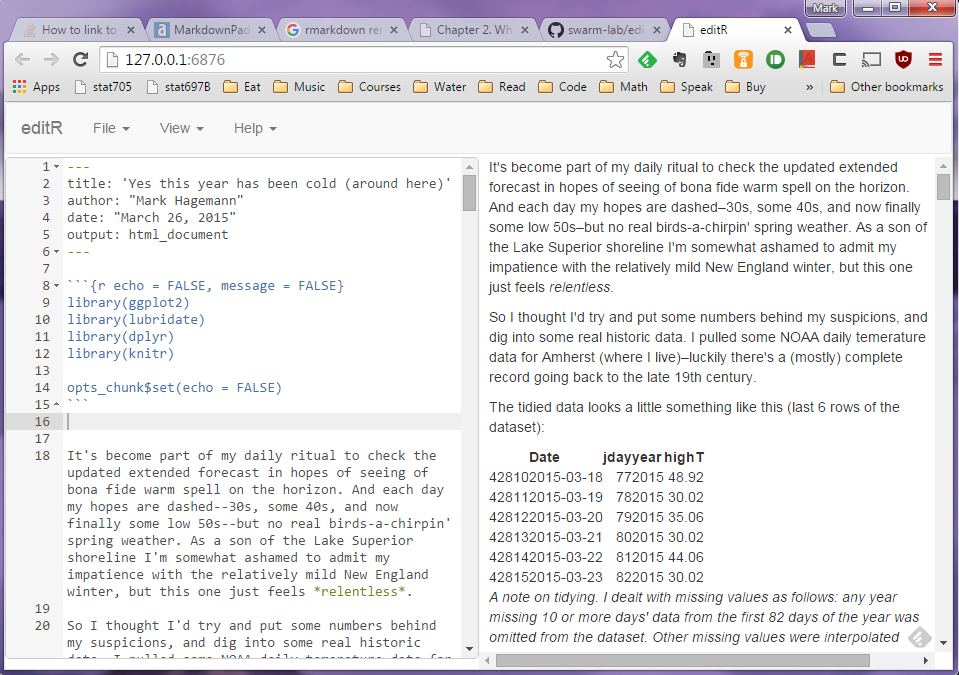 Mark
How to link to
MarkdownPad
rmarkdown rem
Chapter 2. Wh
swarm-lab/edi
editR
127.0.0.1:6876
Apps
stat705
stat697B
Eat
Music
Courses
Water
Read
Code
Math
Speak
Buy
»
Other bookmarks
editR
File
View
Help
1 ---
2 title: 'Yes this year has been cold (around here)'
3 author: "Mark Hagemann"
4 date: "March 26, 2015"
5 output: html_document
6 ---
7
8 ```{r echo = FALSE, message = FALSE}
9 library(ggplot2)
10 library(lubridate)
11 library(dplyr)
12 library(knitr)
13
14 opts_chunk$set(echo = FALSE)
15 ```
16
17
18 It's become part of my daily ritual to check the
updated extended forecast in hopes of seeing of
bona fide warm spell on the horizon. And each day
my hopes are dashed--30s, some 40s, and now
finally some low 50s--but no real birds-a-chirpin'
spring weather. As a son of the Lake Superior
shoreline I'm somewhat ashamed to admit my
impatience with the relatively mild New England
winter, but this one just feels *relentless*.
19
20 So I thought I'd try and put some numbers behind
my suspicions, and dig into some real historic
data. I pulled some NOAA daily temerature data for
It's become part of my daily ritual to check the updated extended
forecast in hopes of seeing of bona fide warm spell on the horizon.
And each day my hopes are dashed–30s, some 40s, and now finally
some low 50s–but no real birds-a-chirpin' spring weather. As a son of
the Lake Superior shoreline I'm somewhat ashamed to admit my
impatience with the relatively mild New England winter, but this one
just feels relentless.
So I thought I'd try and put some numbers behind my suspicions, and
dig into some real historic data. I pulled some NOAA daily temerature
data for Amherst (where I live)–luckily there's a (mostly) complete
record going back to the late 19th century.
The tidied data looks a little something like this (last 6 rows of the
dataset):
Date jday year high T
42810 2015-03-18 77 2015 48.92
42811 2015-03-19 78 2015 30.02
42812 2015-03-20 79 2015 35.06
42813 2015-03-21 80 2015 30.02
42814 2015-03-22 81 2015 44.06
42815 2015-03-23 82 2015 30.02
A note on tidying. I dealt with missing values as follows: any year
missing 10 or more days' data from the first 82 days of the year was
omitted from the dataset. Other missing values were interpolated